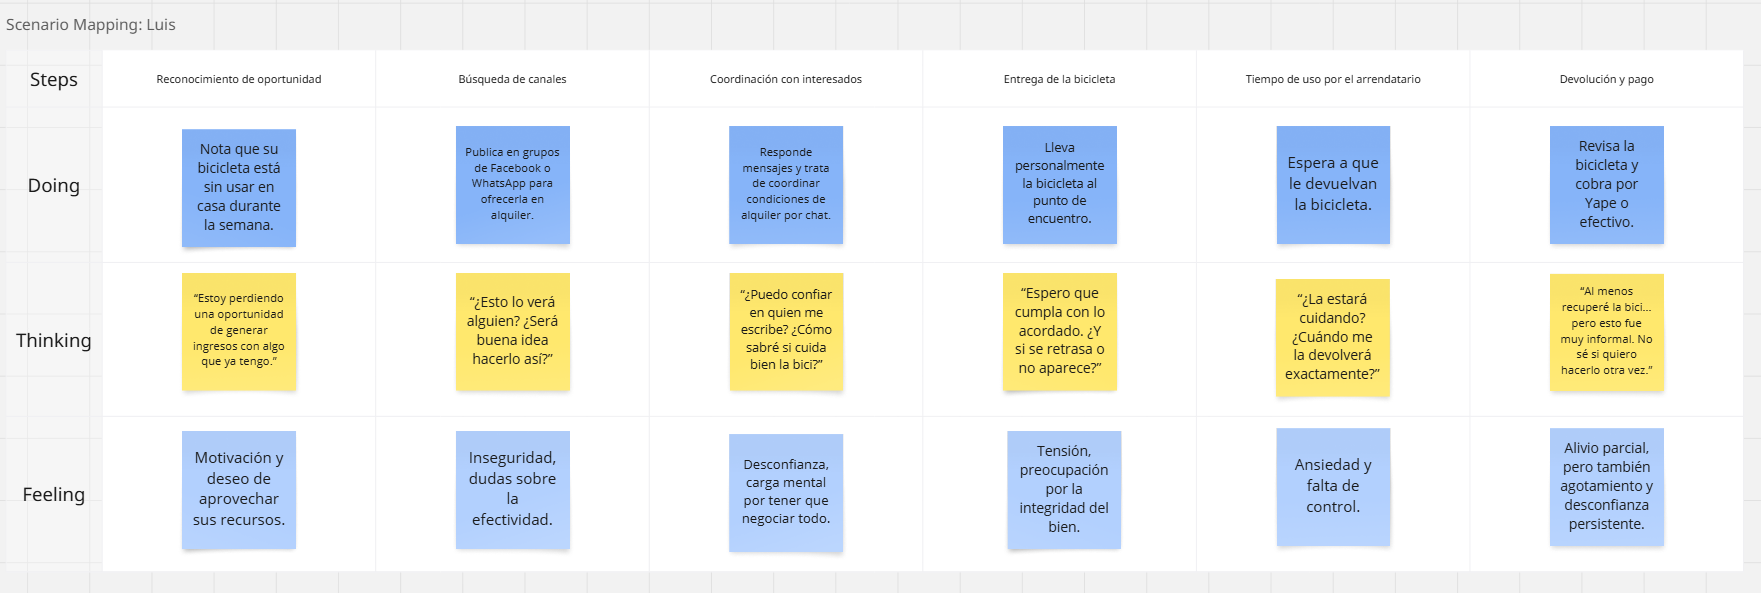 Scenario Mapping: Luis
Steps
Reconocimiento de oportunidad
Búsqueda de canales
Coordinación con interesados
Entrega de la bicicleta
Tiempo de uso por el arrendatario
Devolución y pago
Doing
Nota que su
bicicleta está
sin usar en
casa durante
la semana.
Publica en grupos
de Facebook o
WhatsApp para
ofrecerla en
alquiler.
Responde
mensajes y trata
de coordinar
condiciones de
alquiler por chat.
Lleva
personalmente
la bicicleta al
punto de
encuentro.
Espera a que
le devuelvan
la bicicleta.
Revisa la
bicicleta y
cobra por
Yape o
efectivo.
Thinking
“Estoy perdiendo
una oportunidad
de generar
ingresos con algo
que ya tengo.”
“¿Esto lo verá
alguien? ¿Será
buena idea
hacerlo así?”
“¿Puedo confiar
en quien me
escribe? ¿Cómo
sabré si cuida
bien la bici?”
“Espero que
cumpla con lo
acordado. ¿Y
si se retrasa o
no aparece?”
“¿La estará
cuidando?
¿Cuándo me
la devolverá
exactamente?”
“Al menos
recuperé la bici...
pero esto fue
muy informal. No
sé si quiero
hacerlo otra vez.”
Feeling
Motivación y
deseo de
aprovechar
sus recursos.
Inseguridad,
dudas sobre
la
efectividad.
Desconfianza,
carga mental
por tener que
negociar todo.
Tensión,
preocupación
por la
integridad del
bien.
Ansiedad y
falta de
control.
Alivio parcial,
pero también
agotamiento y
desconfianza
persistente.